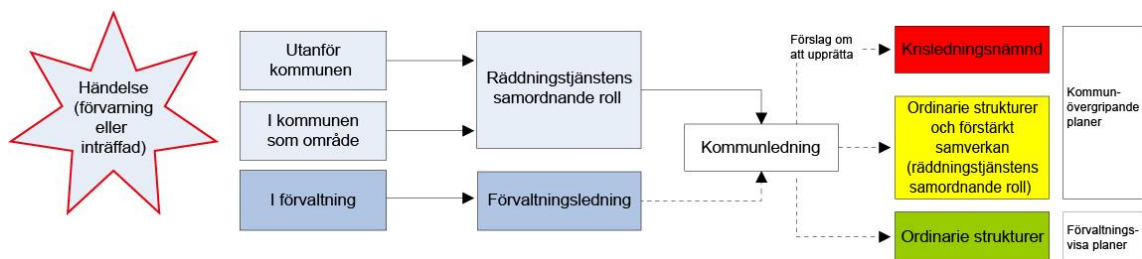 Händelse
(förvarning
eller
inträffad)
Utanför
kommunen
I kommunen
som område
I förvaltning
Räddningstjänstens
samordnande roll
Förvaltningsledning
Kommunledning
Förslag om
att upprätta
Knsledningsnämnd
Ordinarie strukturer
och förstärkt
samverkan
(räddningstjänstens
samordnande roll)
Ordinarie strukturer
Kommun-
övergripande
planer
Förvaltnings-
visa planer